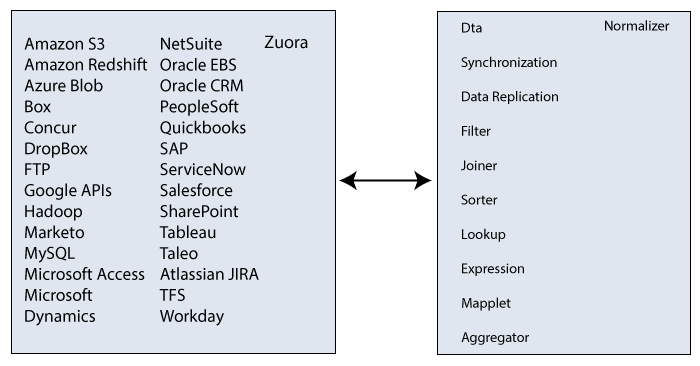 Amazon S3
Amazon Redshift
Azure Blob
Box
Concur
DropBox
FTP
Google APIs
Hadoop
Marketo
MySQL
Microsoft Access
Microsoft
Dynamics
NetSuite
Oracle EBS
Oracle CRM
PeopleSoft
Quickbooks
SAP
ServiceNow
Salesforce
SharePoint
Tableau
Taleo
Atlassian JIRA
TFS
Workday
Zuora
Dta
Synchronization
Data Replication
Filter
Joiner
Sorter
Lookup
Expression
Mapplet
Aggregator
Normalizer